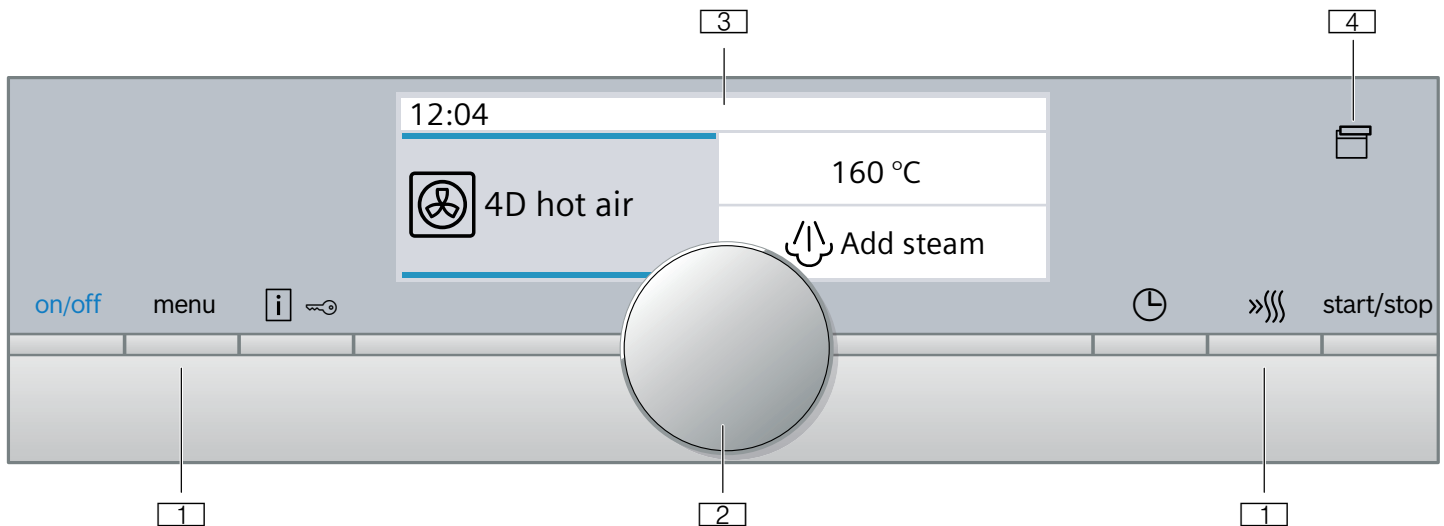 3 4
12:04
160 °C
4D hot air
Add steam
on/off menu i start/stop
1 2 1